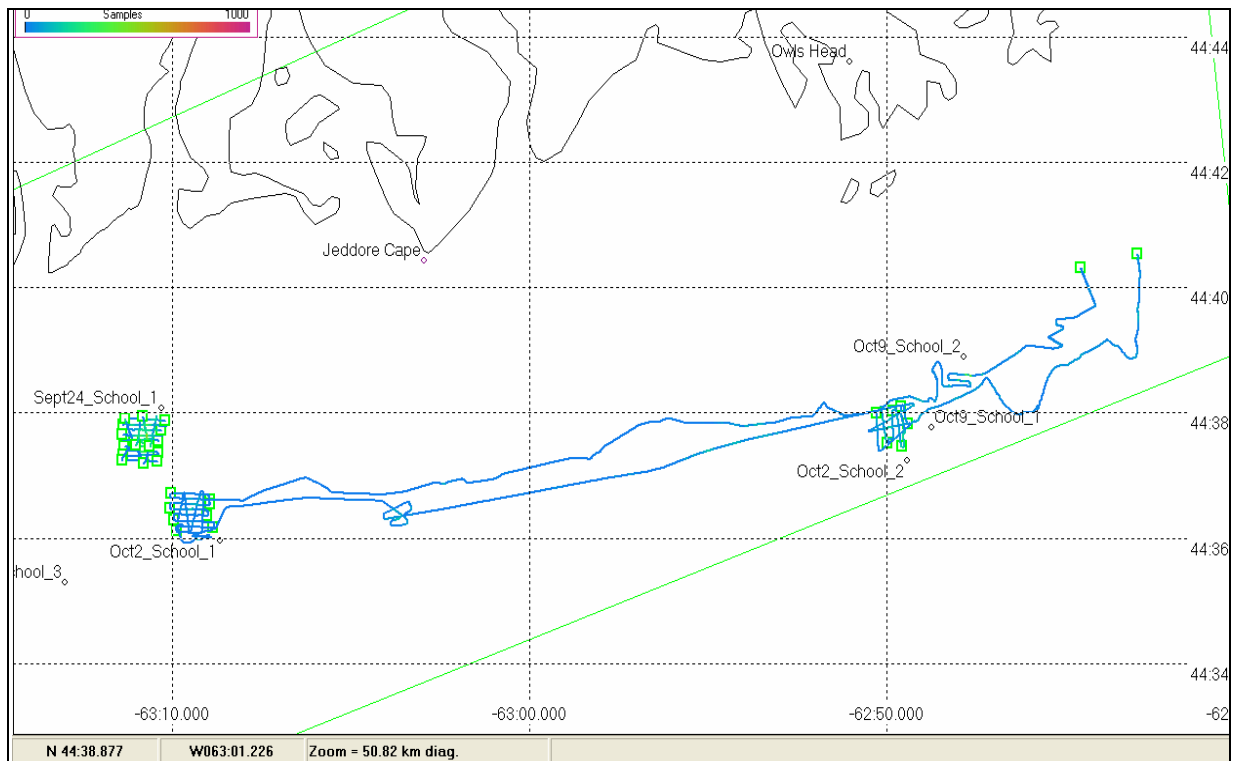 0 Samples 1000
44:44
Owls Head
44:42
Jeddore Cape
44:40
Oct9_School_2
Sept24_School_1
Oct9_School_1
44:38
Oct2_School_2
Oct2_School_1
44:36
chool_3
44:34
-63:10.000 -63:00.000 -62:50.000 -62
N 44:38.877 W063:01.226 Zoom = 50.82 km diag.